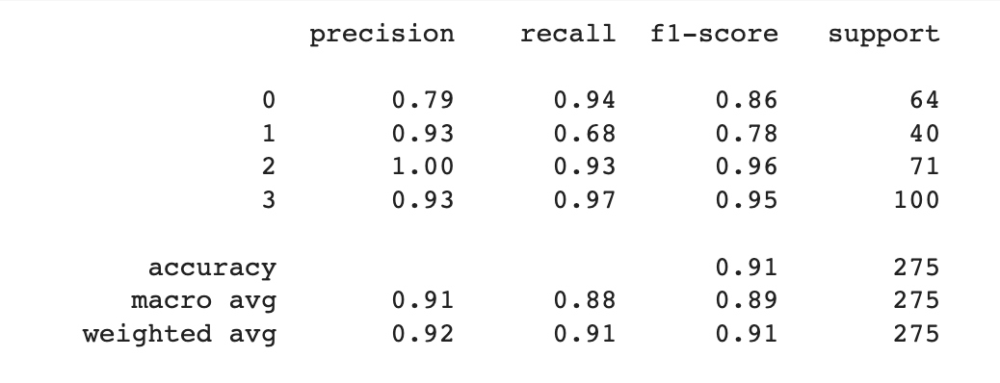 precision recall f1-score support
0 0.79 0.94 0.86 64
1 0.93 0.68 0.78 40
2 1.00 0.93 0.96 71
3 0.93 0.97 0.95 100
accuracy 0.91 275
macro avg 0.91 0.88 0.89 275
weighted avg 0.92 0.91 0.91 275